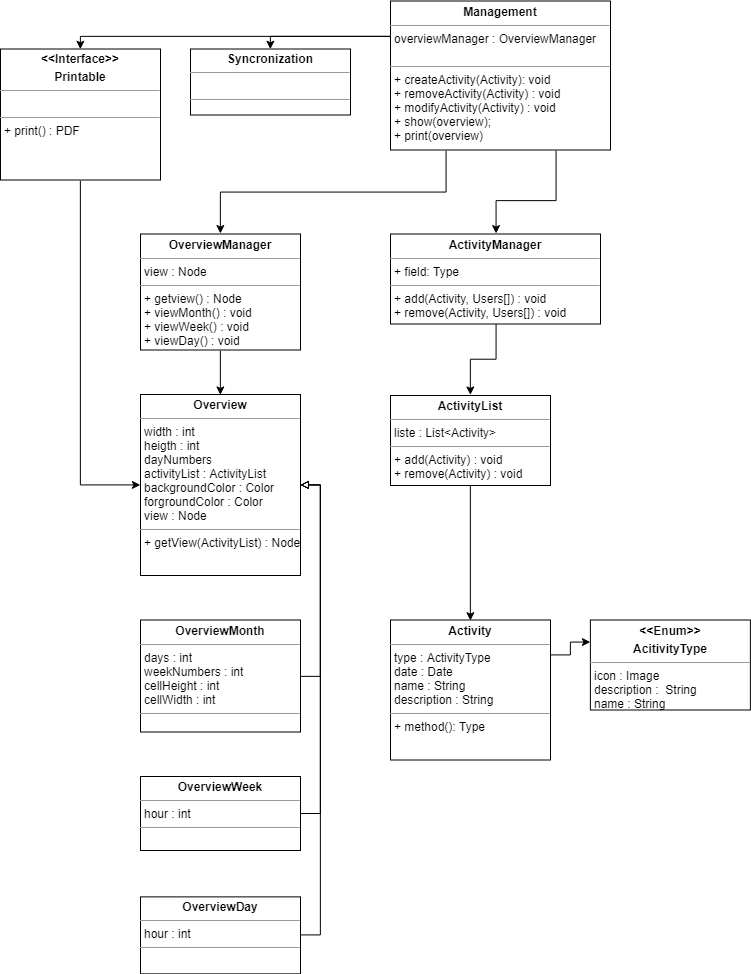 Management
overviewManager : OverviewManager
+ createActivity(Activity): void
+ removeActivity(Activity) : void
+ modifyActivity(Activity) : void
+ show(overview);
+ print(overview)
<<Interface>>
Printable
+ print() : PDF
Syncronization
OverviewManager
view : Node
+ getview() : Node
+ viewMonth() : void
+ viewWeek() : void
+ viewDay() : void
ActivityManager
+ field: Type
+ add(Activity, Users[]) : void
+ remove(Activity, Users[]) : void
Overview
width : int
heigth : int
dayNumbers
activityList : ActivityList
backgroundColor : Color
forgroundColor : Color
view : Node
+ getView(ActivityList) : Node
ActivityList
liste : List<Activity>
+ add(Activity) : void
+ remove(Activity) : void
OverviewMonth
days : int
weekNumbers : int
cellHeight : int
cellWidth : int
Activity
type : ActivityType
date : Date
name : String
description : String
+ method(): Type
<<Enum>>
AcitivityType
icon : Image
description :  String
name : String
OverviewWeek
hour : int
OverviewDay
hour : int